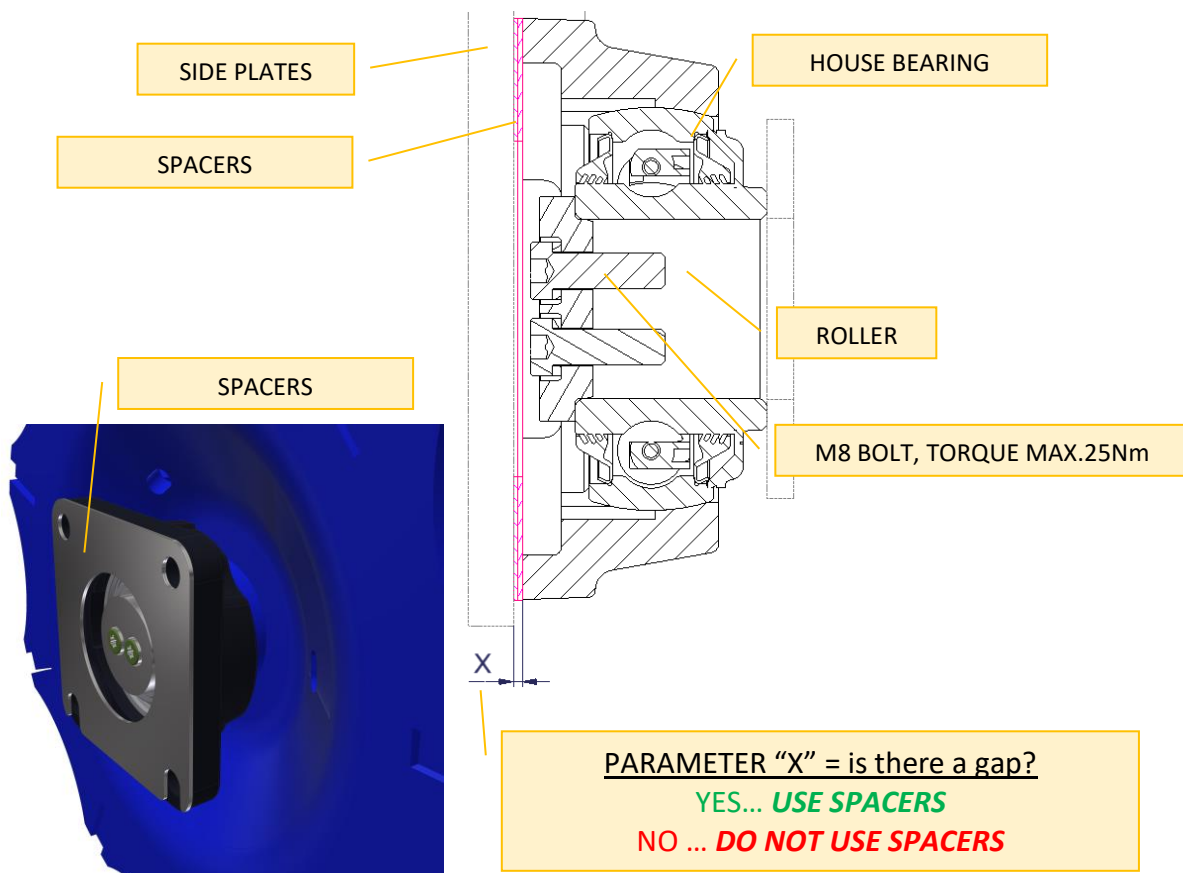 SIDE PLATES
HOUSE BEARING
SPACERS
ROLLER
SPACERS
M8 BOLT, TORQUE MAX.25Nm
X
PARAMETER “X” = is there a gap?
YES… USE SPACERS
NO … DO NOT USE SPACERS